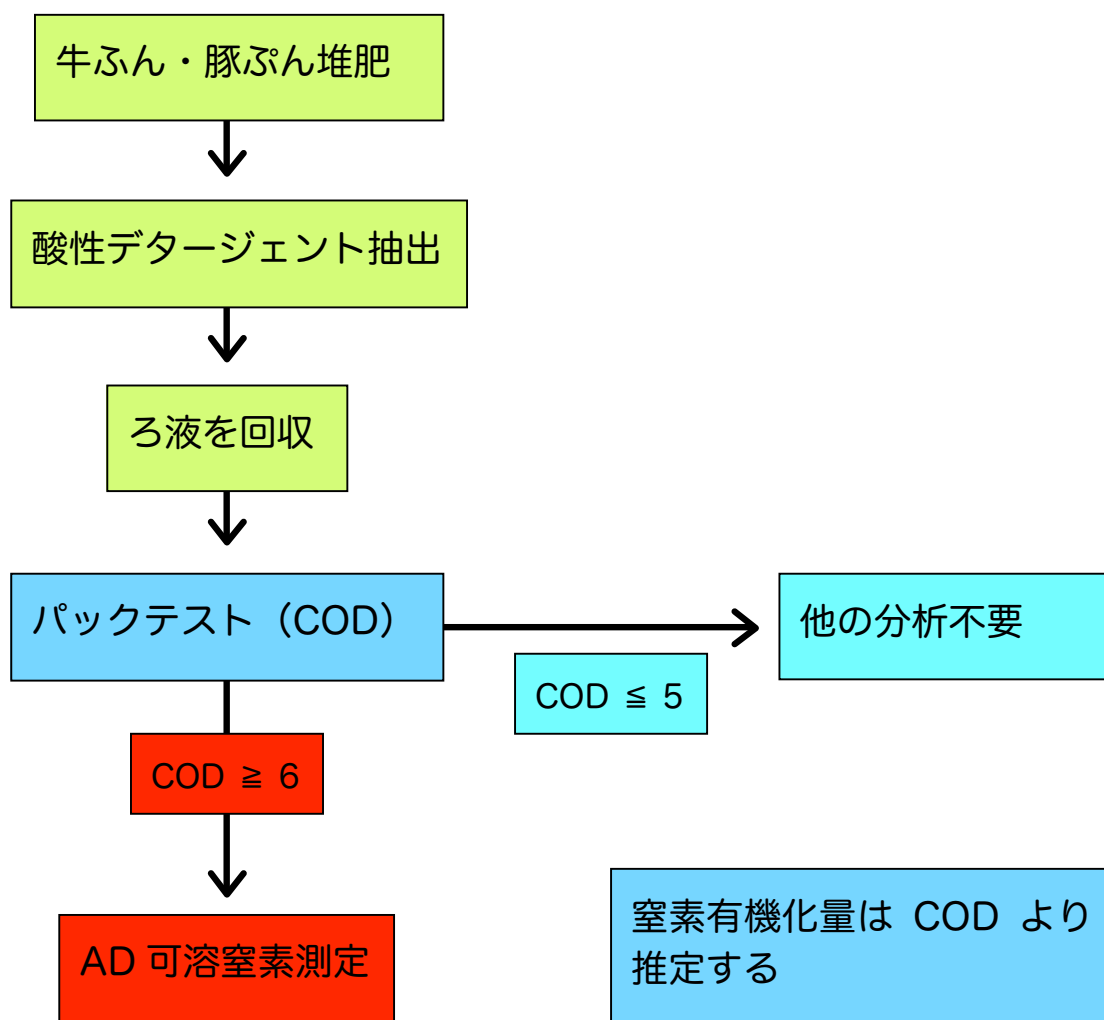 牛ふん・豚ぷん堆肥
酸性デタージェント抽出
ろ液を回収
パックテスト（COD）
他の分析不要
COD ≦ 5
COD ≧ 6
AD 可溶窒素測定
窒素有機化量は COD より
推定する